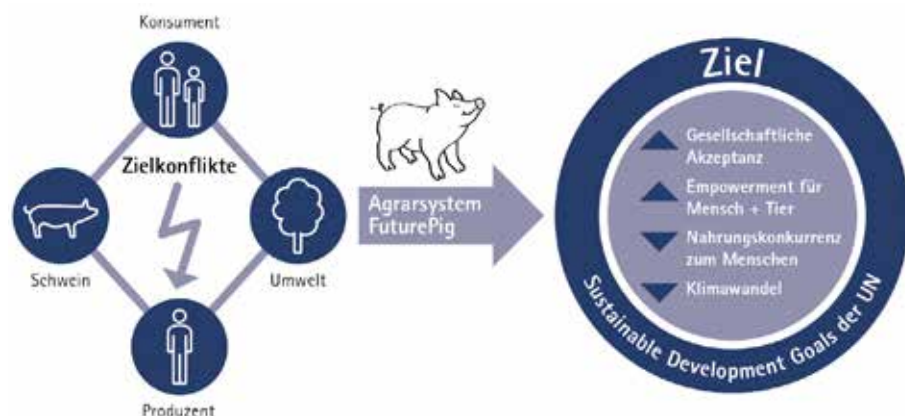 Konsument
Zielkonflikte
Schwein
Umwelt
Produzent
Agrarsystem
FuturePig
Ziel
Gesellschaftliche
Akzeptanz
Empowerment für
Mensch + Tier
Nahrungskonkurrenz
zum Menschen
Klimawandel
Sustainable Development Goals der UN